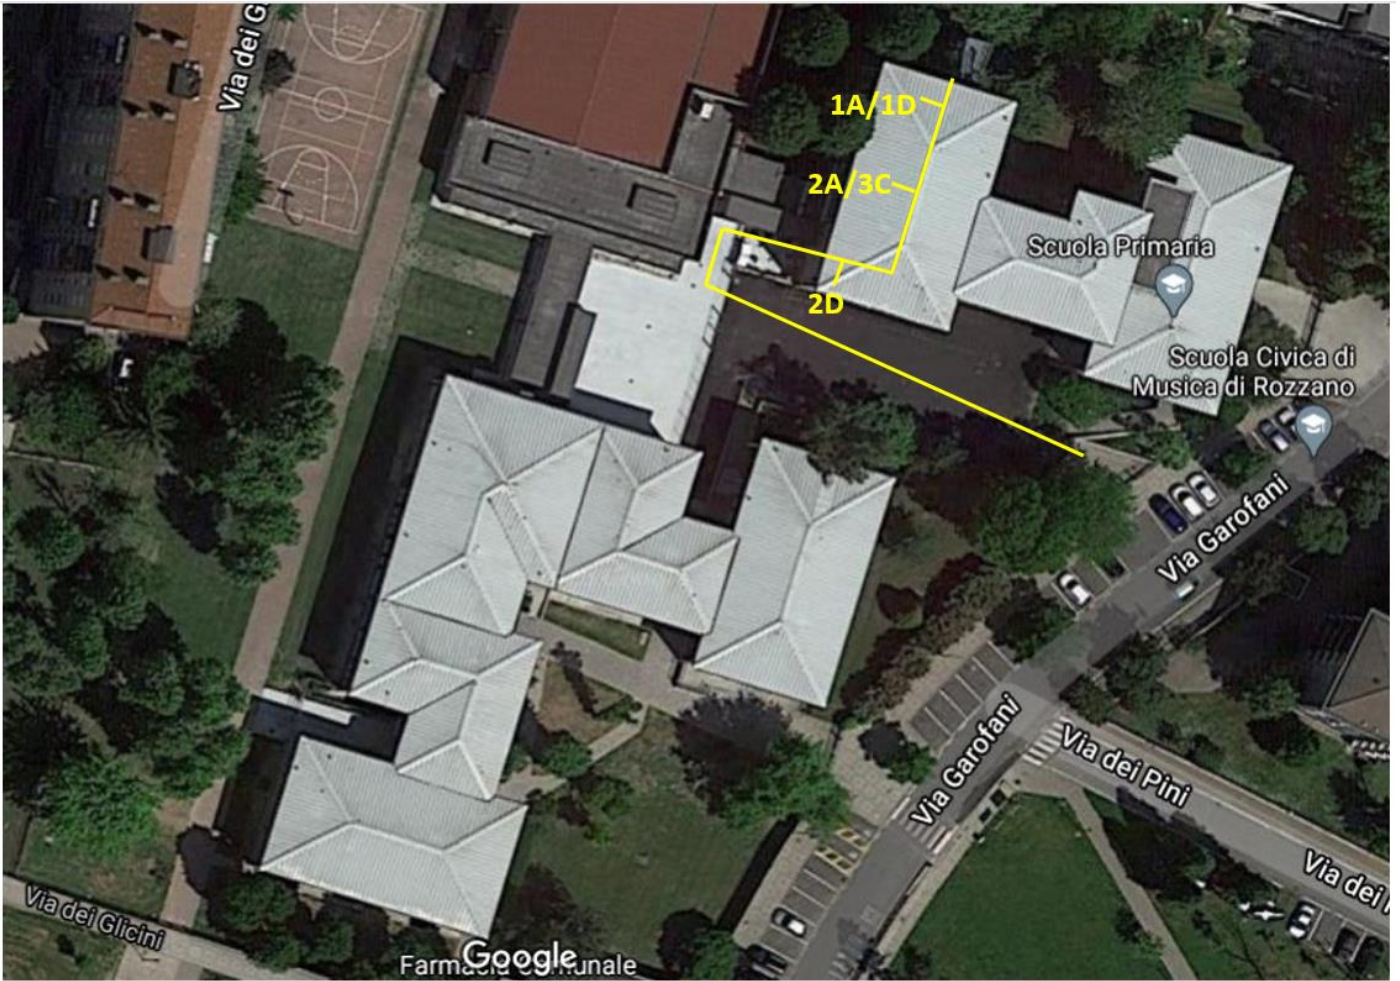 Via dei G
1A/1D
2A/3C
Scuola Primaria
2D
Scuola Civica di
Musica di Rozzano
Via Garofani
Via Garofani
Via dei Pini
Via dei
Via dei Glicini
Google
Farmacia Comunale